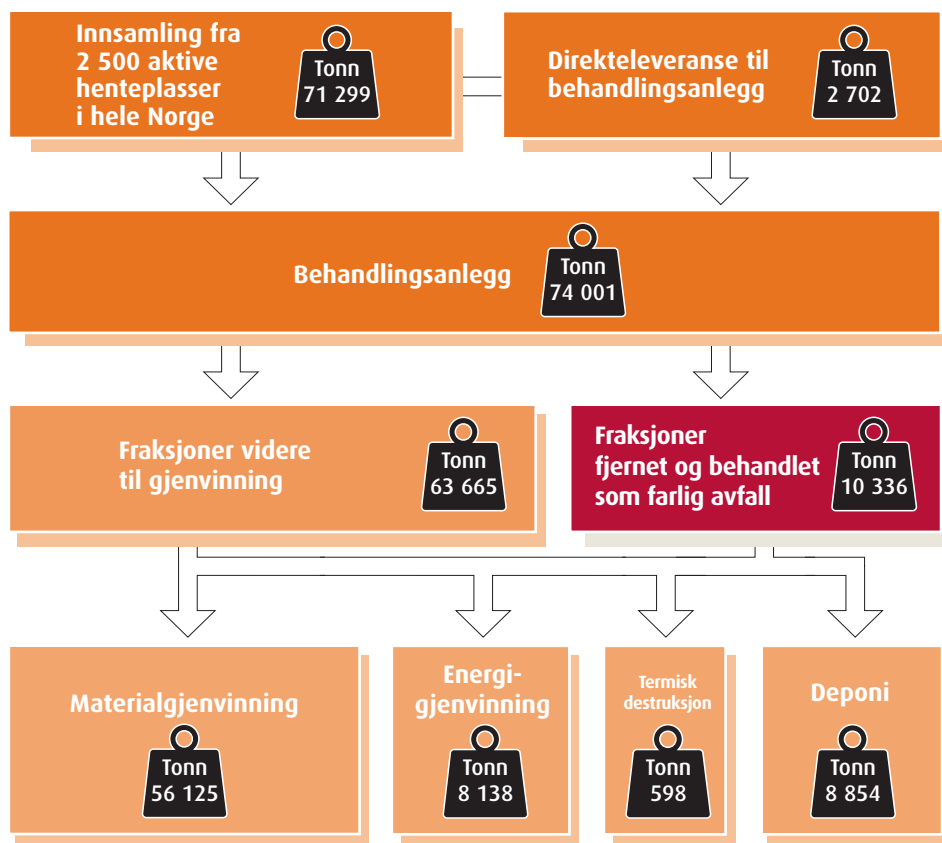 Innsamling fra
2 500 aktive
henteplasser
i hele Norge
Tonn
71 299
Direkteleveranse til
behandlingsanlegg
Tonn
2 702
Behandlingsanlegg
Tonn
74 001
Fraksjoner videre
til gjenvinning
Tonn
63 665
Fraksjoner
fjernet og behandlet
som farlig avfall
Tonn
10 336
Materialgjenvinning
Tonn
56 125
Energi-
gjenvinning
Tonn
8 138
Termisk
destruksjon
Tonn
598
Deponi
Tonn
8 854